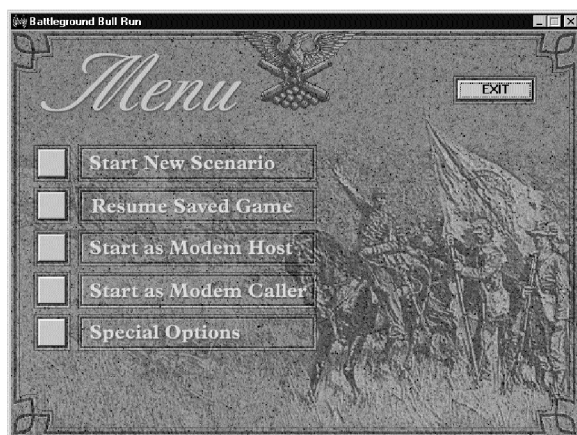 Battleground Bull Run
Menu
EXIT
Start New Scenario
Resume Saved Game
Start as Modem Host
Start as Modem Caller
Special Options